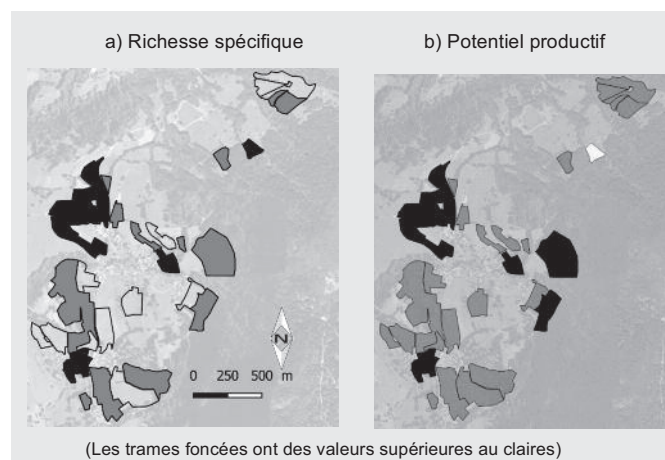 a) Richesse spécifique
b) Potentiel productif
N
0 250 500 m
(Les trames foncées ont des valeurs supérieures au claires)